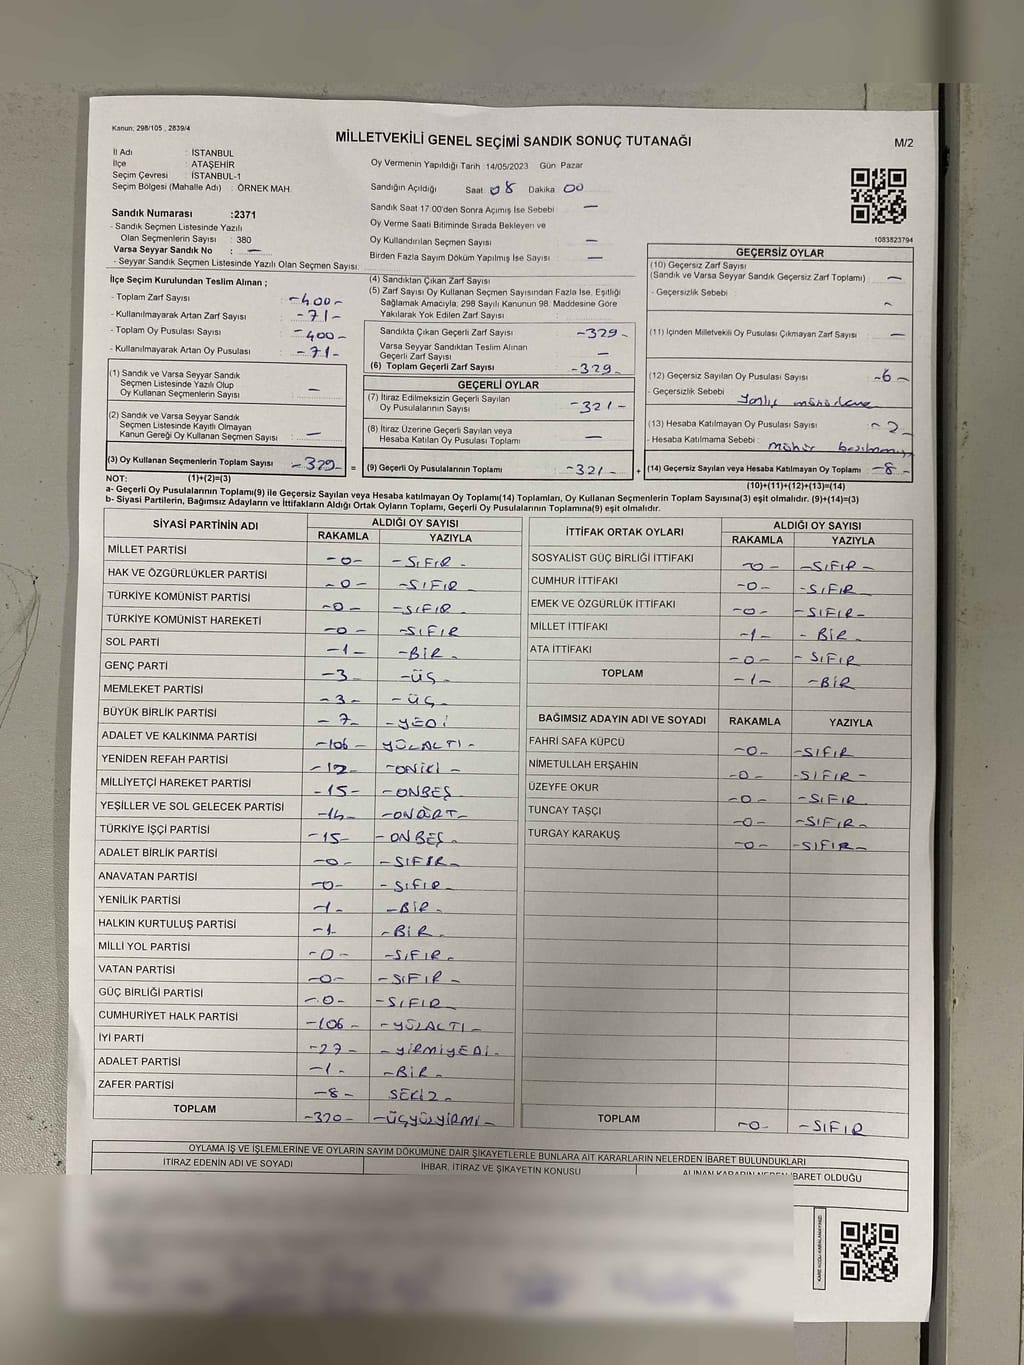 Kanun: 298/105 , 2839/4
MİLLETVEKİLİ GENEL SEÇİMİ SANDIK SONUÇ TUTANAĞI
M/2
İl Adı : İSTANBUL
İlçe : ATAŞEHİR
Seçim Çevresi : İSTANBUL-1
Seçim Bölgesi (Mahalle Adı) : ÖRNEK MAH.
Oy Vermenin Yapıldığı Tarih :14/05/2023 Gün Pazar
Sandığın Açıldığı Saat 08 Dakika 00
Sandık Saat 17:00'den Sonra Açılmış İse Sebebi —
Oy Verme Saati Bitiminde Sırada Bekleyen ve
Oy Kullandırılan Seçmen Sayısı —
Birden Fazla Sayım Döküm Yapılmış İse Sayısı —
1083823794
Sandık Numarası :2371
- Sandık Seçmen Listesinde Yazılı
Olan Seçmenlerin Sayısı : 380
Varsa Seyyar Sandık No : —
- Seyyar Sandık Seçmen Listesinde Yazılı Olan Seçmen Sayısı:
İlçe Seçim Kurulundan Teslim Alınan ;
- Toplam Zarf Sayısı : -400-
- Kullanılmayarak Artan Zarf Sayısı : -71-
- Toplam Oy Pusulası Sayısı : -400-
- Kullanılmayarak Artan Oy Pusulası : -71-
(1) Sandık ve Varsa Seyyar Sandık
Seçmen Listesinde Yazılı Olup
Oy Kullanan Seçmenlerin Sayısı : —
(2) Sandık ve Varsa Seyyar Sandık
Seçmen Listesinde Kayıtlı Olmayan
Kanun Gereği Oy Kullanan Seçmen Sayısı : —
(3) Oy Kullanan Seçmenlerin Toplam Sayısı -329- =
(4) Sandıktan Çıkan Zarf Sayısı
(5) Zarf Sayısı Oy Kullanan Seçmen Sayısından Fazla İse, Eşitliği
Sağlamak Amacıyla; 298 Sayılı Kanunun 98. Maddesine Göre
Yakılarak Yok Edilen Zarf Sayısı :
Sandıkta Çıkan Geçerli Zarf Sayısı -329-
Varsa Seyyar Sandıktan Teslim Alınan
Geçerli Zarf Sayısı —
(6) Toplam Geçerli Zarf Sayısı -329-
GEÇERLİ OYLAR
(7) İtiraz Edilmeksizin Geçerli Sayılan
Oy Pusulalarının Sayısı -321-
(8) İtiraz Üzerine Geçerli Sayılan veya
Hesaba Katılan Oy Pusulası Toplamı —
(9) Geçerli Oy Pusulalarının Toplamı -321- +
GEÇERSİZ OYLAR
(10) Geçersiz Zarf Sayısı
(Sandık ve Varsa Seyyar Sandık Geçersiz Zarf Toplamı) : —
- Geçersizlik Sebebi :
(11) İçinden Milletvekili Oy Pusulası Çıkmayan Zarf Sayısı : —
(12) Geçersiz Sayılan Oy Pusulası Sayısı -6-
- Geçersizlik Sebebi :
(13) Hesaba Katılmayan Oy Pusulası Sayısı : -2-
- Hesaba Katılmama Sebebi : mühür
(14) Geçersiz Sayılan veya Hesaba Katılmayan Oy Toplamı -8-
NOT: (1)+(2)=(3)
(10)+(11)+(12)+(13)=(14)
a- Geçerli Oy Pusulalarının Toplamı(9) ile Geçersiz Sayılan veya Hesaba katılmayan Oy Toplamı(14) Toplamları, Oy Kullanan Seçmenlerin Toplam Sayısına(3) eşit olmalıdır. (9)+(14)=(3)
b- Siyasi Partilerin, Bağımsız Adayların ve İttifakların Aldığı Ortak Oyların Toplamı, Geçerli Oy Pusulalarının Toplamına(9) eşit olmalıdır.
SİYASİ PARTİNİN ADI ALDIĞI OY SAYISI
RAKAMLA YAZIYLA
MİLLET PARTİSİ -0- -SIFIR-
HAK VE ÖZGÜRLÜKLER PARTİSİ -0- -SIFIR
TÜRKİYE KOMÜNİST PARTİSİ -0- -SIFIR
TÜRKİYE KOMÜNİST HAREKETİ -0- -SIFIR
SOL PARTİ -1- -BİR-
GENÇ PARTİ -3- -ÜÇ-
MEMLEKET PARTİSİ -3- -ÜÇ-
BÜYÜK BİRLİK PARTİSİ -7- -YEDİ
ADALET VE KALKINMA PARTİSİ -106- YÜZALTI-
YENİDEN REFAH PARTİSİ -12- -ONİKİ-
MİLLİYETÇİ HAREKET PARTİSİ -15- -ONBEŞ
YEŞİLLER VE SOL GELECEK PARTİSİ -14- -ONDÖRT-
TÜRKİYE İŞÇİ PARTİSİ -15- -ONBEŞ-
ADALET BİRLİK PARTİSİ -0- -SIFIR-
ANAVATAN PARTİSİ -0- -SIFIR-
YENİLİK PARTİSİ -1- -BİR-
HALKIN KURTULUŞ PARTİSİ -1- -BİR-
MİLLİ YOL PARTİSİ -0- -SIFIR-
VATAN PARTİSİ -0- -SIFIR-
GÜÇ BİRLİĞİ PARTİSİ -0- -SIFIR-
CUMHURİYET HALK PARTİSİ -106- -YÜZALTI-
İYİ PARTİ -27- -YİRMİYEDİ-
ADALET PARTİSİ -1- -BİR-
ZAFER PARTİSİ -8- SEKİZ-
TOPLAM -320- -ÜÇYÜZYİRMİ-
İTTİFAK ORTAK OYLARI ALDIĞI OY SAYISI
RAKAMLA YAZIYLA
SOSYALİST GÜÇ BİRLİĞİ İTTİFAKI -0- -SIFIR-
CUMHUR İTTİFAKI -0- -SIFIR
EMEK VE ÖZGÜRLÜK İTTİFAKI -0- -SIFIR-
MİLLET İTTİFAKI -1- -BİR-
ATA İTTİFAKI -0- -SIFIR
TOPLAM -1- -BİR
BAĞIMSIZ ADAYIN ADI VE SOYADI RAKAMLA YAZIYLA
FAHRİ SAFA KÜPCÜ -0- -SIFIR
NİMETULLAH ERŞAHİN -0- -SIFIR-
ÜZEYFE OKUR -0- -SIFIR
TUNCAY TAŞÇI -0- -SIFIR-
TURGAY KARAKUŞ -0- -SIFIR-
TOPLAM -0- -SIFIR
OYLAMA İŞ VE İŞLEMLERİNE VE OYLARIN SAYIM DÖKÜMÜNE DAİR ŞİKAYETLERLE BUNLARA AİT KARARLARIN NELERDEN İBARET BULUNDUKLARI
İTİRAZ EDENİN ADI VE SOYADI İHBAR, İTİRAZ VE ŞİKAYETİN KONUSU ALINAN KARARIN NEDEN İBARET OLDUĞU